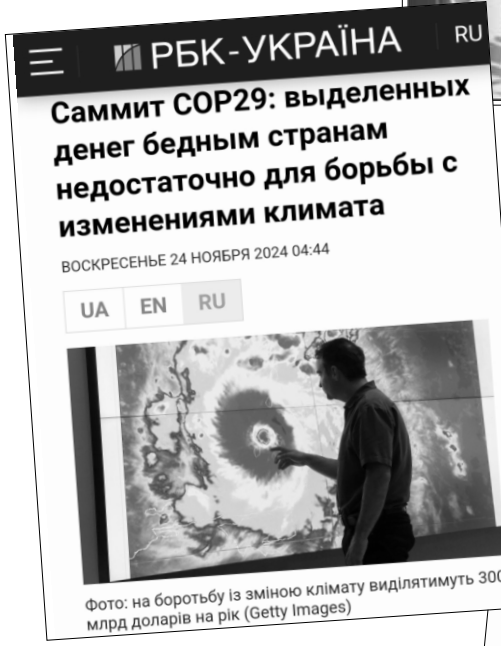 РБК-УКРАЇНА
RU
Саммит COP29: выделенных
денег бедным странам
недостаточно для борьбы с
изменениями климата
ВОСКРЕСЕНЬЕ 24 НОЯБРЯ 2024 04:44
UA EN RU
Фото: на боротьбу із зміною клімату виділятимуть 300
млрд доларів на рік (Getty Images)